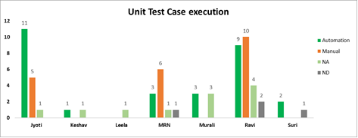 Unit Test Case execution
12
10
8
6
4
2
0
11 5 1
1 1
1
3 6 1 1
3 3
9 10 4 2
2 1
Jyoti Keshav Leela MRN Murali Ravi Suri
Automation
Manual
NA
ND